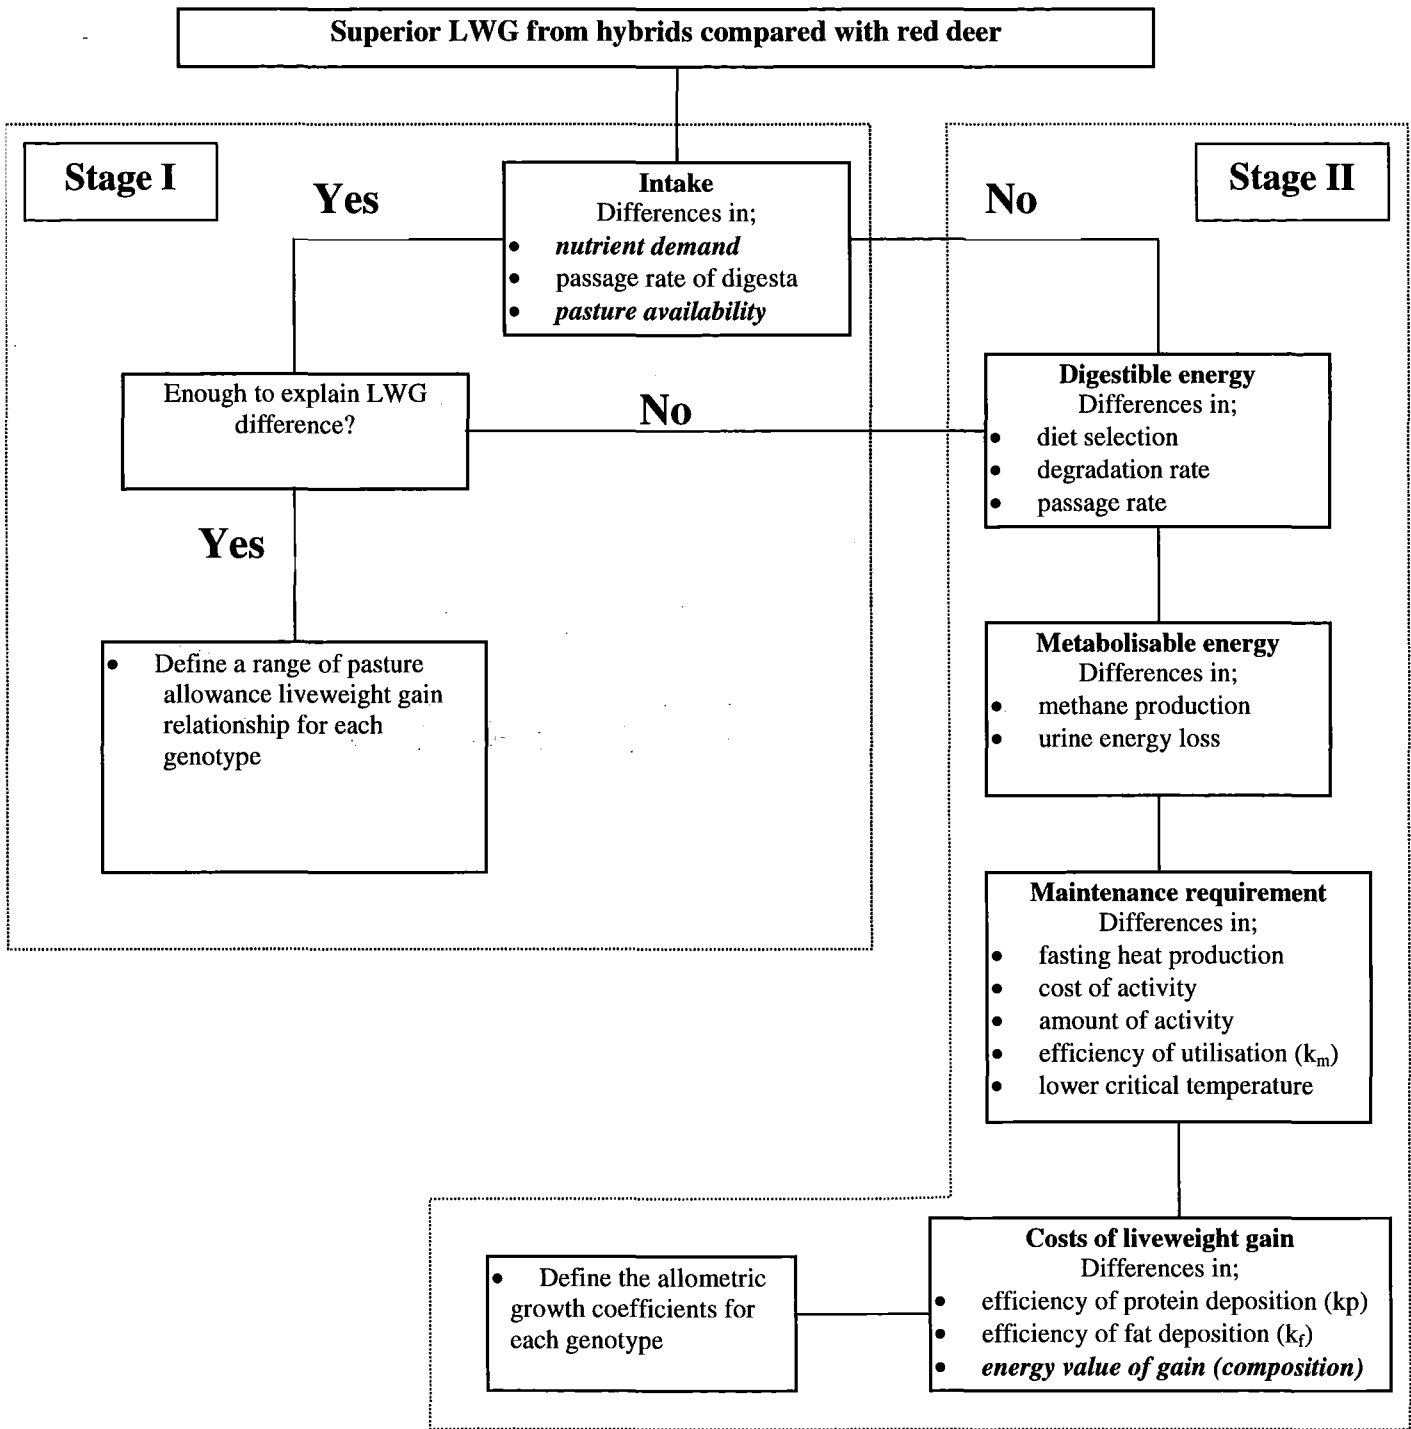 Superior LWG from hybrids compared with red deer
Stage I
Yes
Intake
Differences in;
• nutrient demand
• passage rate of digesta
• pasture availability
No
Stage II
Enough to explain LWG
difference?
No
Digestible energy
Differences in;
• diet selection
• degradation rate
• passage rate
Yes
• Define a range of pasture
allowance liveweight gain
relationship for each
genotype
Metabolisable energy
Differences in;
• methane production
• urine energy loss
Maintenance requirement
Differences in;
• fasting heat production
• cost of activity
• amount of activity
• efficiency of utilisation (kₘ)
• lower critical temperature
Costs of liveweight gain
Differences in;
• efficiency of protein deposition (kp)
• efficiency of fat deposition (k_f)
• energy value of gain (composition)
• Define the allometric
growth coefficients for
each genotype